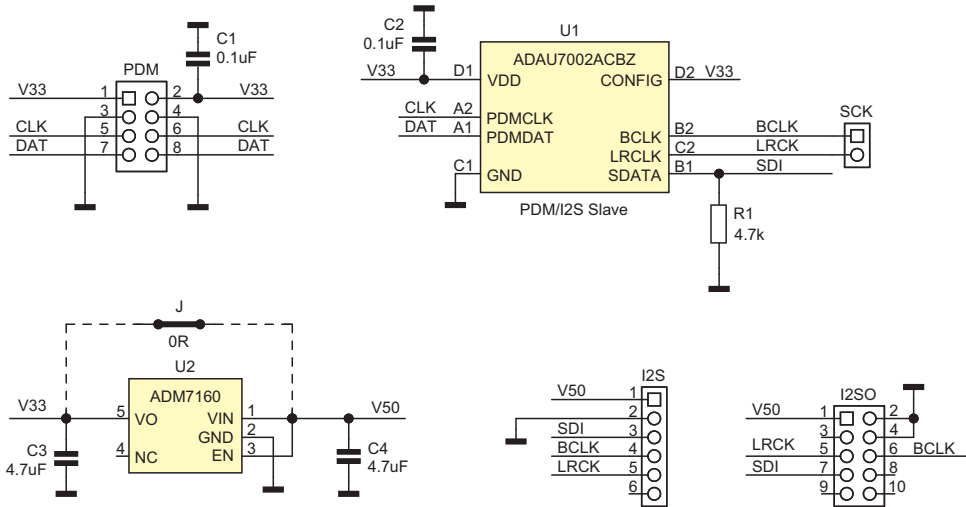 C1
0.1uF
PDM
V33 1 2 V33
3 4
CLK 5 6 CLK
DAT 7 8 DAT
C2
0.1uF
U1
ADAU7002ACBZ
V33 D1 VDD CONFIG D2 V33
CLK A2 PDMCLK
DAT A1 PDMDAT
BCLK B2 BCLK
LRCLK C2 LRCK
C1 GND SDATA B1 SDI
PDM/I2S Slave
SCK
R1
4.7k
J
0R
U2
ADM7160
V33 5 VO VIN 1 V50
GND 2
4 NC EN 3
C3
4.7uF
C4
4.7uF
I2S
V50 1
2
SDI 3
BCLK 4
LRCK 5
6
I2SO
V50 1 2
3 4
LRCK 5 6 BCLK
SDI 7 8
9 10